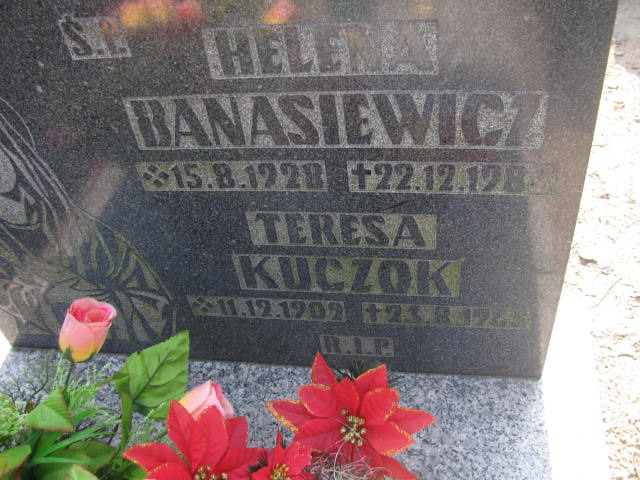 Ś.P.
HELENA
BANASIEWICZ
15.8.1928
TERESA
KUCZOK
11.12.1902
R.I.P.